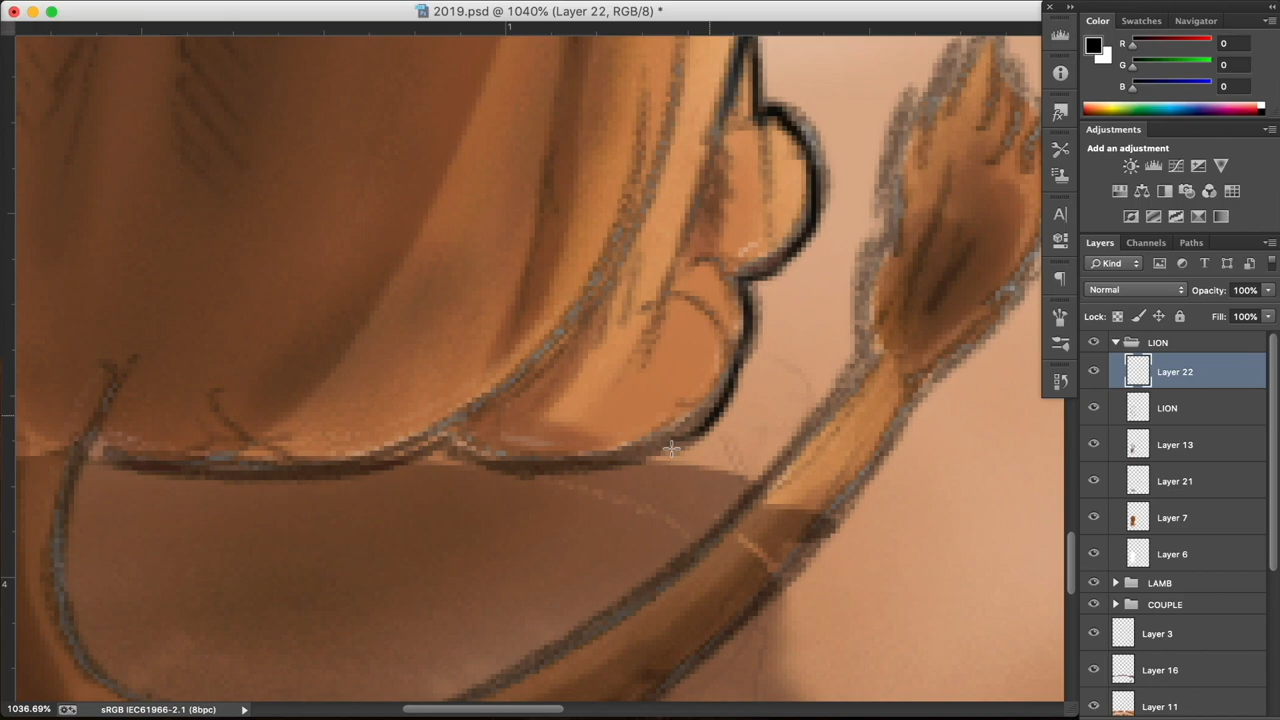 2019.psd @ 1040% (Layer 22, RGB/8) *
1
4
Color Swatches Navigator
R 0
G 0
B 0
Adjustments
Add an adjustment
Layers Channels Paths
Kind
Normal Opacity: 100%
Lock: Fill: 100%
LION
Layer 22
LION
Layer 13
Layer 21
Layer 7
Layer 6
LAMB
COUPLE
Layer 3
Layer 16
Layer 11
1036.69% sRGB IEC61966-2.1 (8bpc)